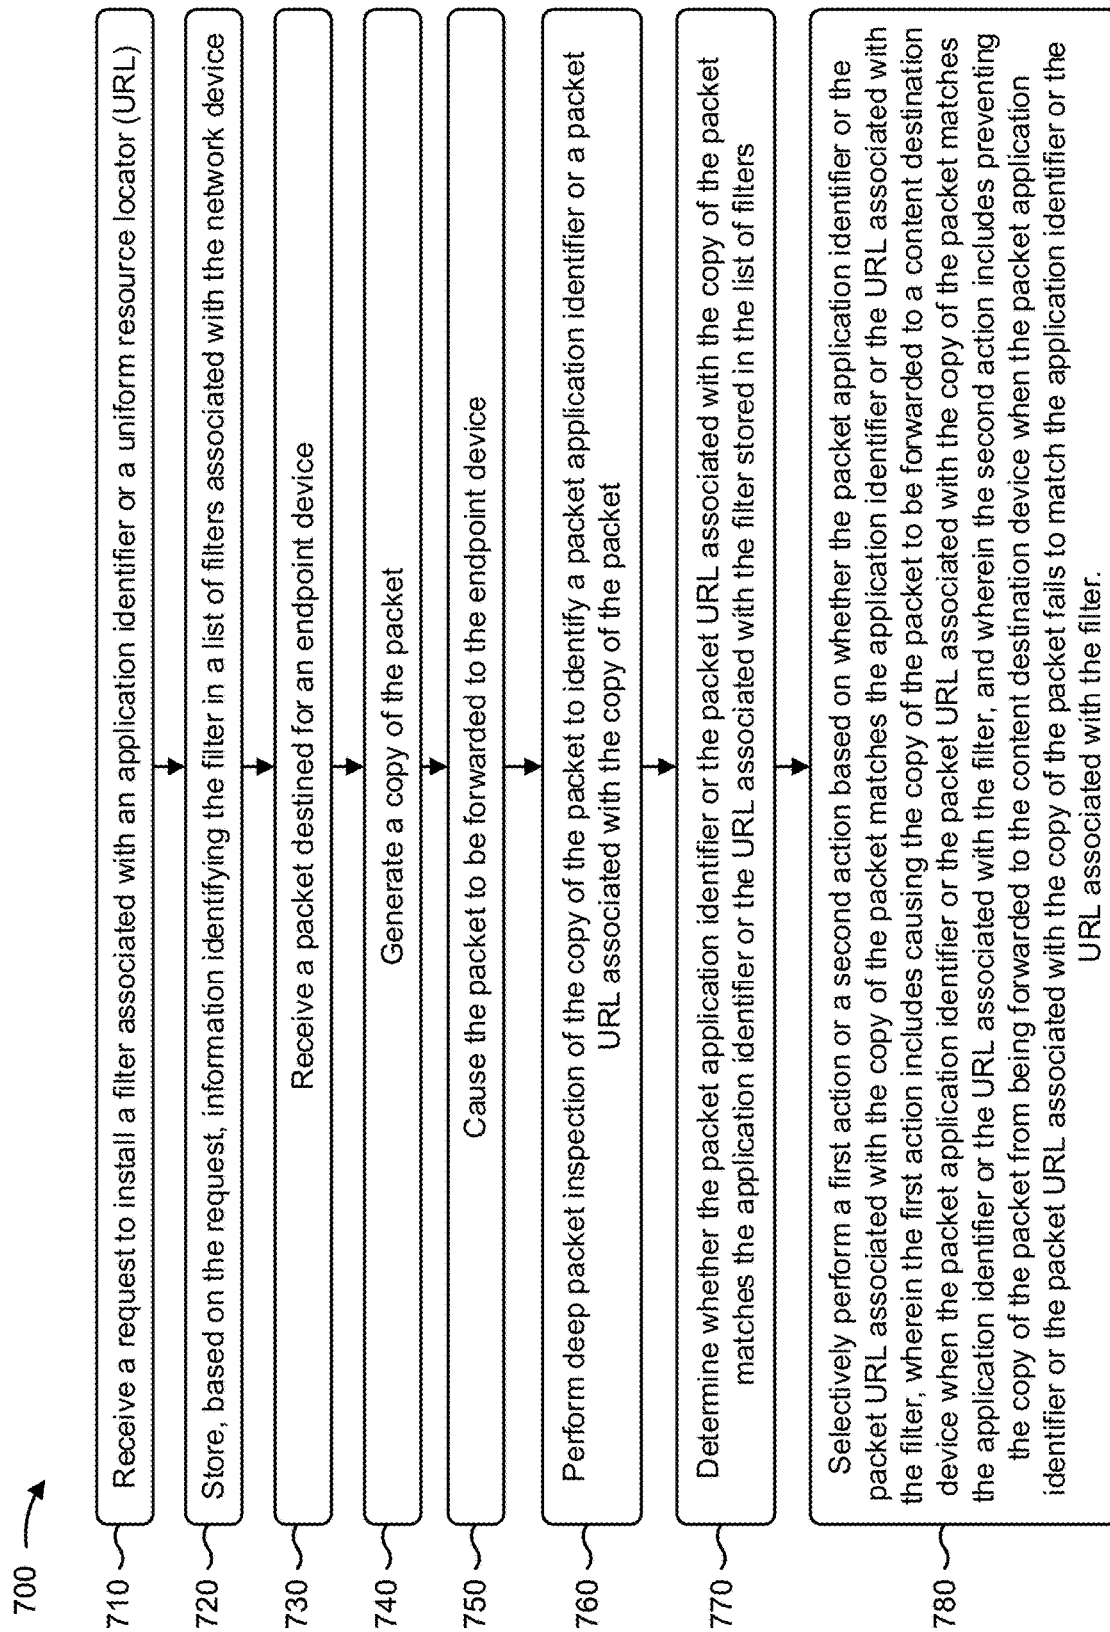 700
710
Receive a request to install a filter associated with an application identifier or a uniform resource locator (URL)
720
Store, based on the request, information identifying the filter in a list of filters associated with the network device
730
Receive a packet destined for an endpoint device
740
Generate a copy of the packet
750
Cause the packet to be forwarded to the endpoint device
760
Perform deep packet inspection of the copy of the packet to identify a packet application identifier or a packet
URL associated with the copy of the packet
770
Determine whether the packet application identifier or the packet URL associated with the copy of the packet
matches the application identifier or the URL associated with the filter stored in the list of filters
780
Selectively perform a first action or a second action based on whether the packet application identifier or the
packet URL associated with the copy of the packet matches the application identifier or the URL associated with
the filter, wherein the first action includes causing the copy of the packet to be forwarded to a content destination
device when the packet application identifier or the packet URL associated with the copy of the packet matches
the application identifier or the URL associated with the filter, and wherein the second action includes preventing
the copy of the packet from being forwarded to the content destination device when the packet application
identifier or the packet URL associated with the copy of the packet fails to match the application identifier or the
URL associated with the filter.